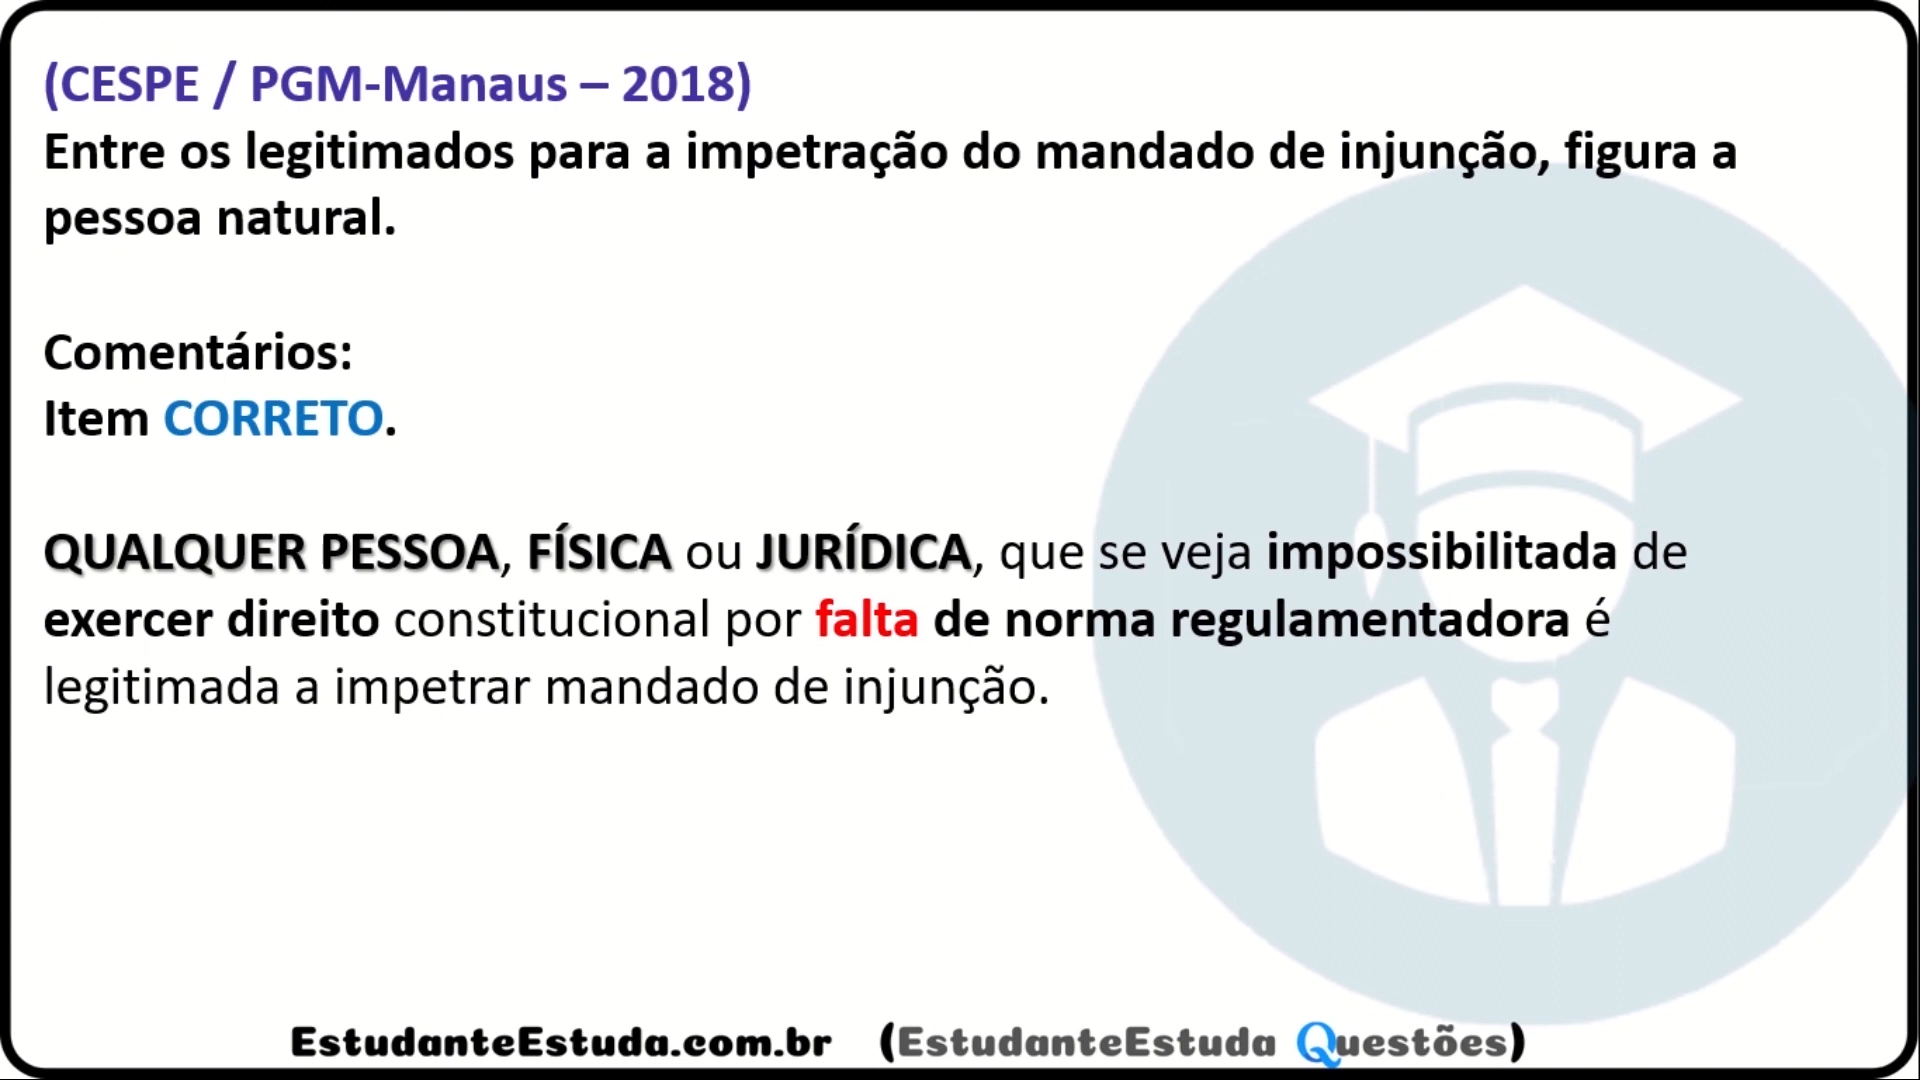 (CESPE / PGM-Manaus – 2018)
Entre os legitimados para a impetração do mandado de injunção, figura a
pessoa natural.
Comentários:
Item CORRETO.
QUALQUER PESSOA, FÍSICA ou JURÍDICA, que se veja impossibilitada de
exercer direito constitucional por falta de norma regulamentadora é
legitimada a impetrar mandado de injunção.
EstudanteEstuda.com.br (EstudanteEstuda Questões)